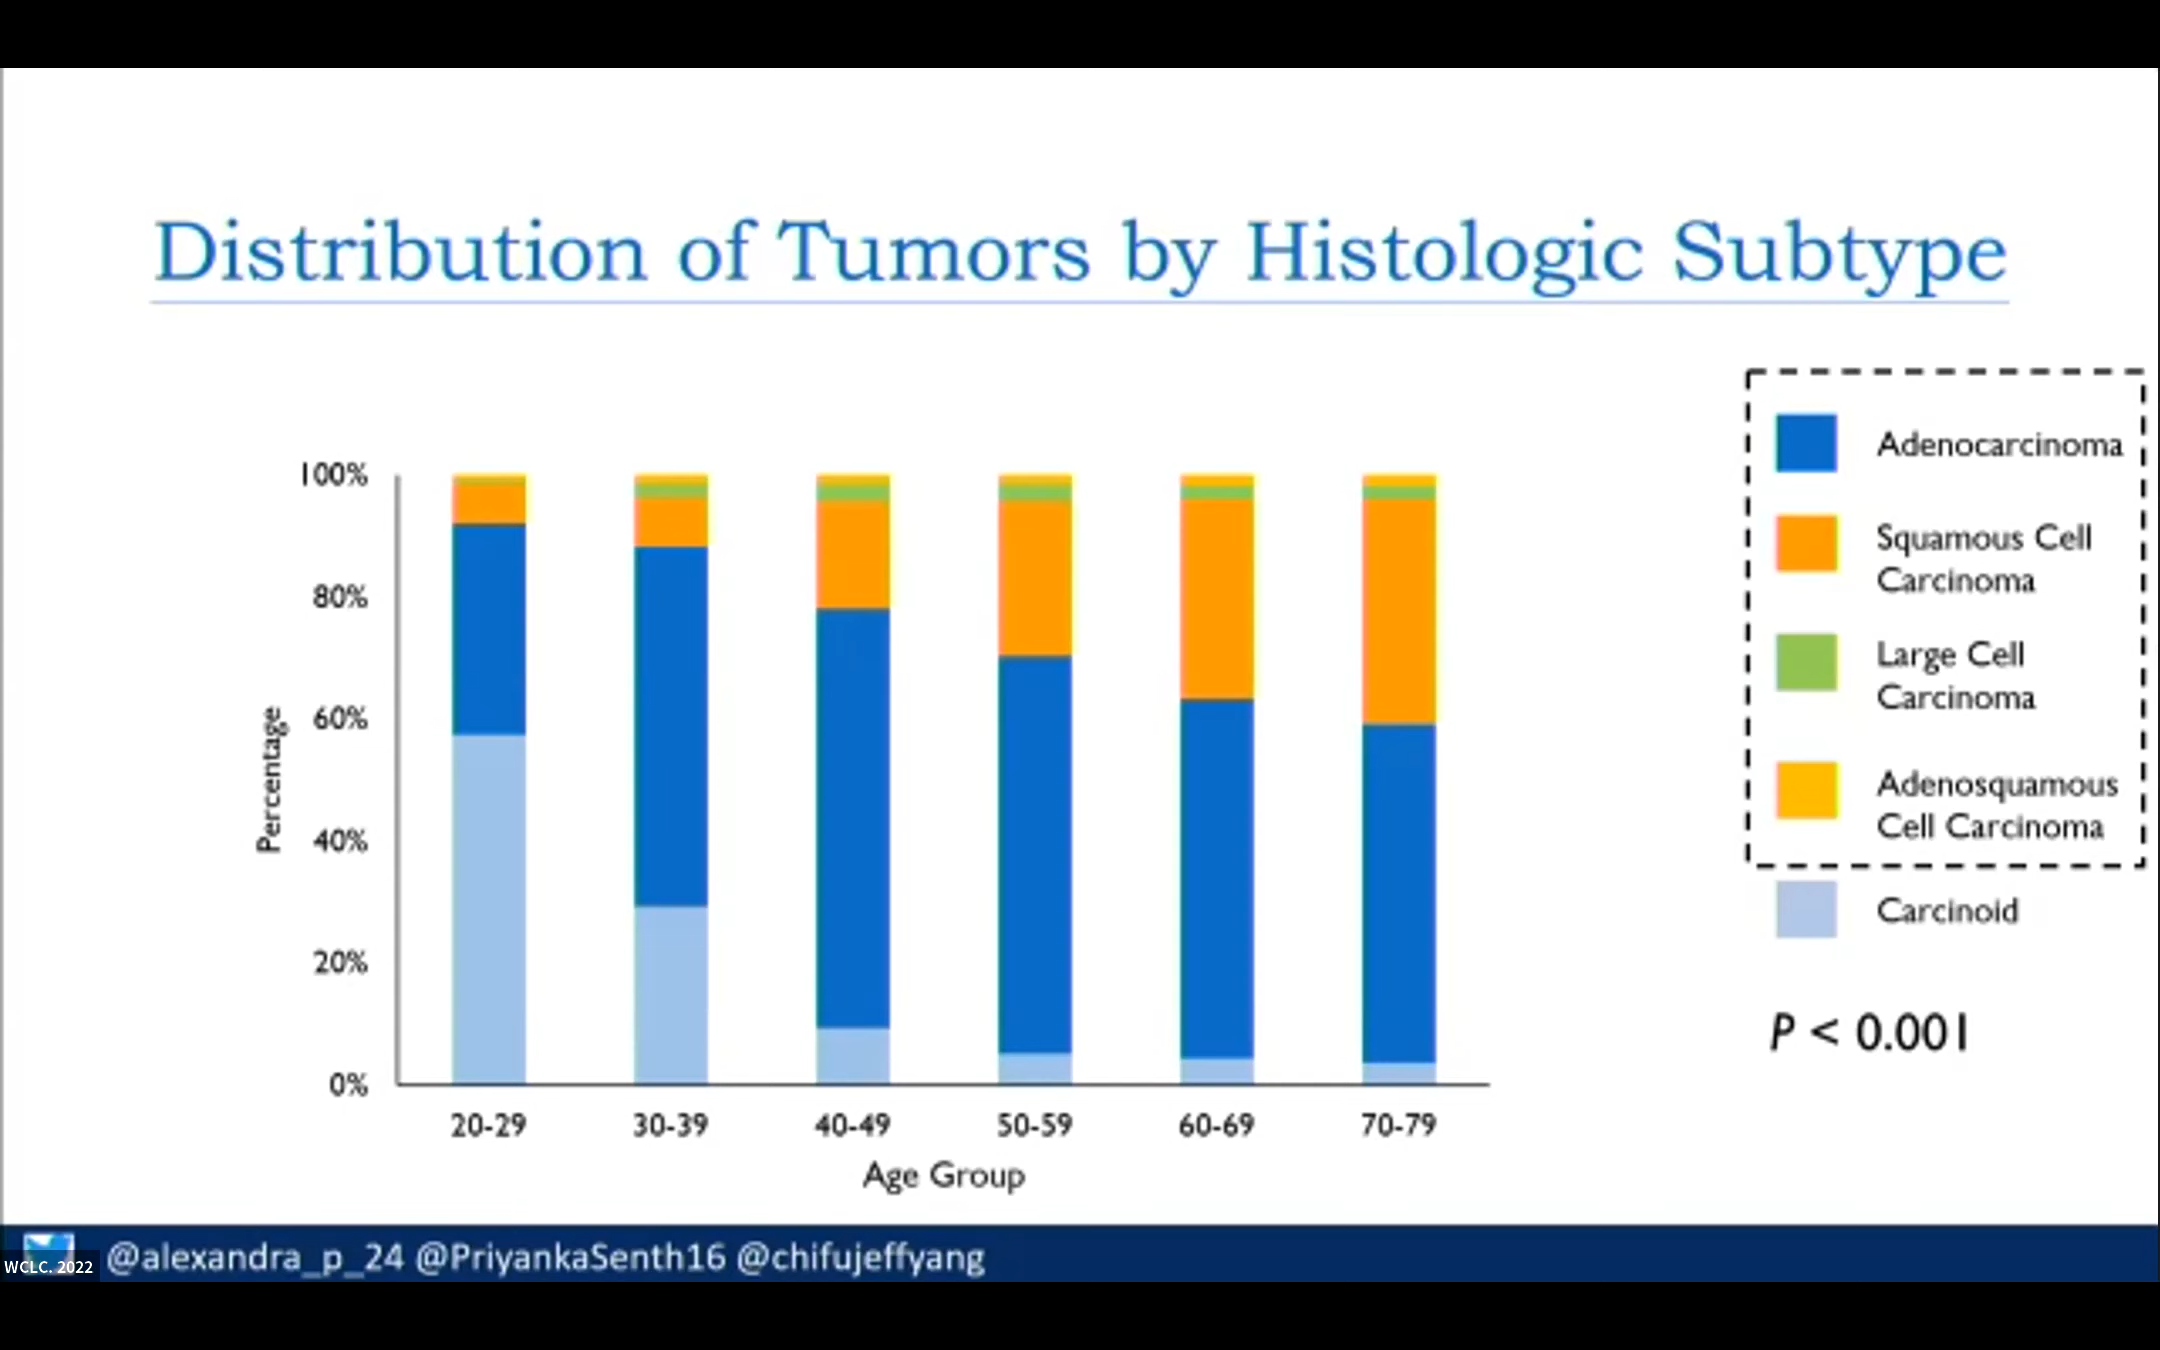 Distribution of Tumors by Histologic Subtype
100%
80%
60%
40%
20%
0%
Percentage
20-29 30-39 40-49 50-59 60-69 70-79
Age Group
Adenocarcinoma
Squamous Cell
Carcinoma
Large Cell
Carcinoma
Adenosquamous
Cell Carcinoma
Carcinoid
P < 0.001
@alexandra_p_24 @PriyankaSenth16 @chifujeffyang
WCLC. 2022